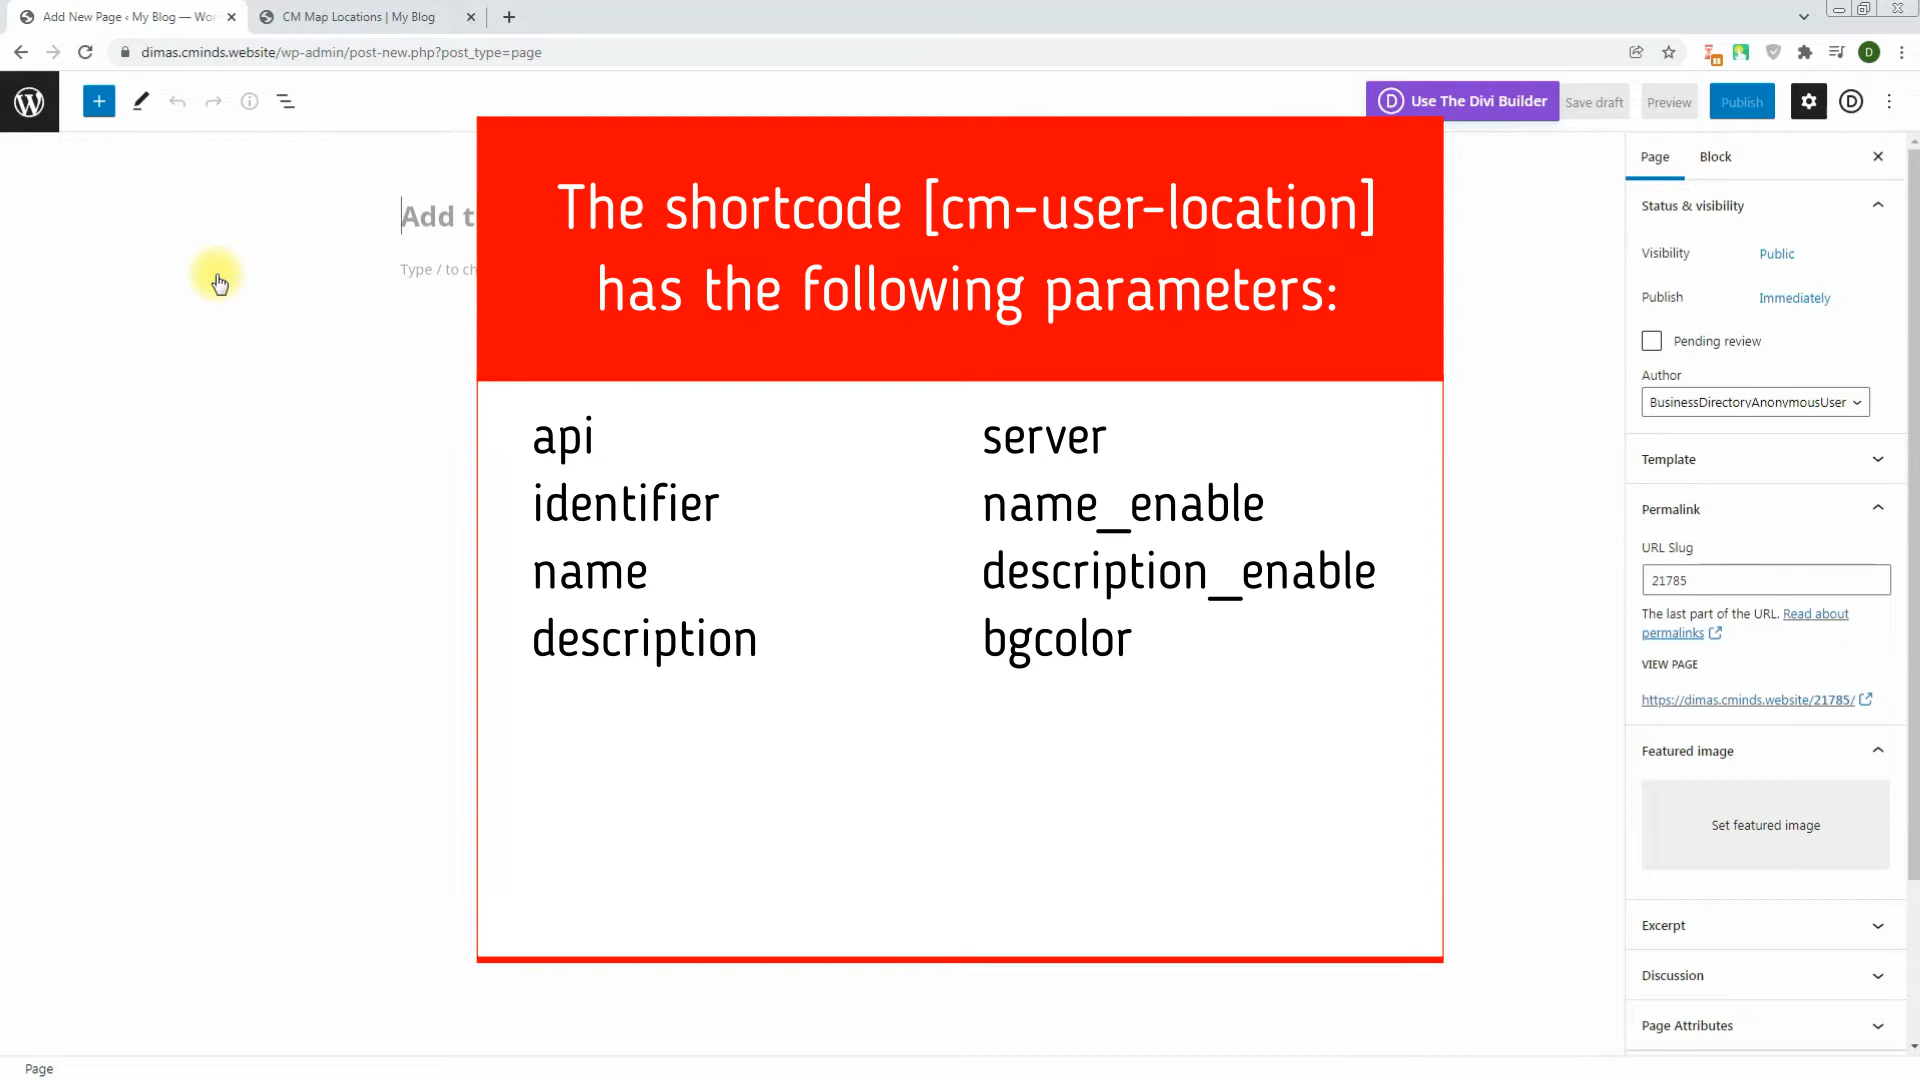 Add New Page ‹ My Blog — Wor
CM Map Locations | My Blog
dimas.cminds.website/wp-admin/post-new.php?post_type=page
D
D Use The Divi Builder
Save draft
Preview
Publish
D
The shortcode [cm-user-location]
has the following parameters:
api
identifier
name
description
server
name_enable
description_enable
bgcolor
Add t
Type / to ch
Page
Block
Status & visibility
Visibility
Public
Publish
Immediately
Pending review
Author
BusinessDirectoryAnonymousUser
Template
Permalink
URL Slug
21785
The last part of the URL. Read about
permalinks
VIEW PAGE
https://dimas.cminds.website/21785/
Featured image
Set featured image
Excerpt
Discussion
Page Attributes
Page